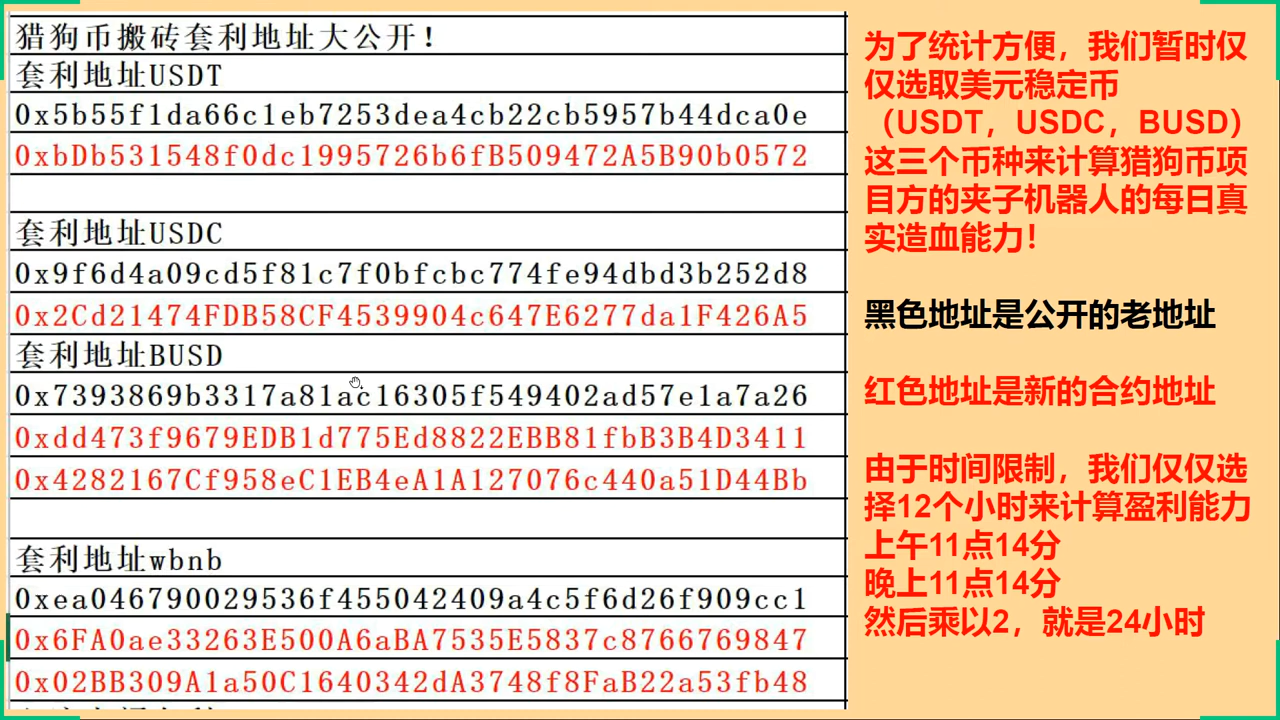 猎狗币搬砖套利地址大公开！
套利地址USDT
0x5b55f1da66c1eb7253dea4cb22cb5957b44dca0e
0xbDb531548f0dc1995726b6fB509472A5B90b0572
套利地址USDC
0x9f6d4a09cd5f81c7f0bfcbc774fe94dbd3b252d8
0x2Cd21474FDB58CF4539904c647E6277da1F426A5
套利地址BUSD
0x7393869b3317a81ac16305f549402ad57e1a7a26
0xdd473f9679EDB1d775Ed8822EBB81fbB3B4D3411
0x4282167Cf958eC1EB4eA1A127076c440a51D44Bb
套利地址wbnb
0xea046790029536f455042409a4c5f6d26f909cc1
0x6FA0ae33263E500A6aBA7535E5837c8766769847
0x02BB309A1a50C1640342dA3748f8FaB22a53fb48
为了统计方便，我们暂时仅
仅选取美元稳定币
（USDT，USDC，BUSD）
这三个币种来计算猎狗币项
目方的夹子机器人的每日真
实造血能力！
黑色地址是公开的老地址
红色地址是新的合约地址
由于时间限制，我们仅仅选
择12个小时来计算盈利能力
上午11点14分
晚上11点14分
然后乘以2，就是24小时